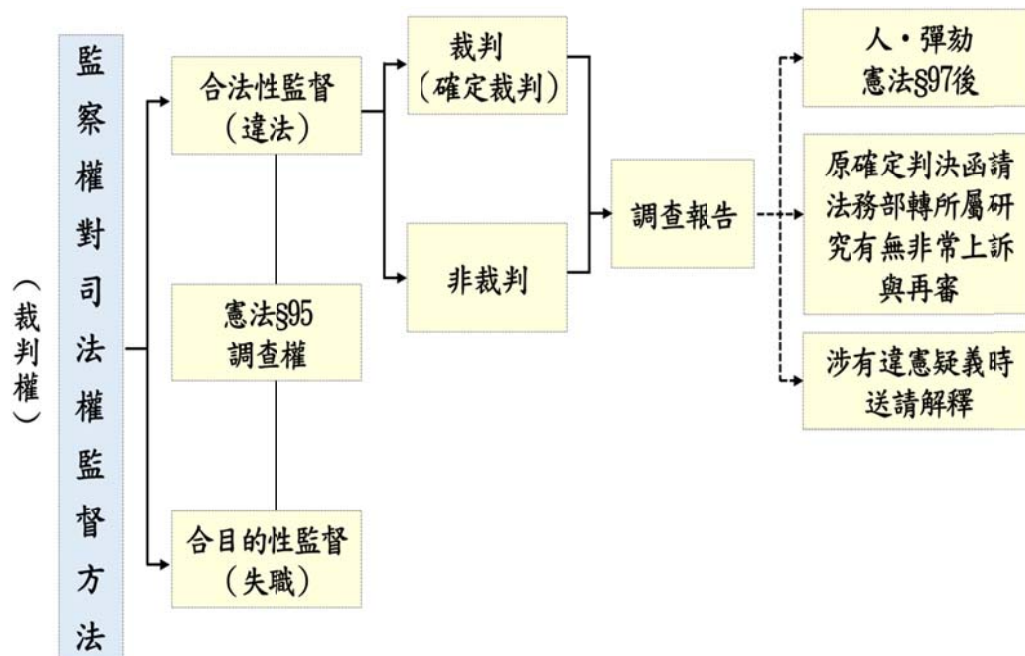 （裁判權）
監察權對司法權監督方法
合法性監督
（違法）
憲法§95
調查權
合目的性監督
（失職）
裁判
（確定裁判）
非裁判
調查報告
人·彈劾
憲法§97後
原確定判決函請
法務部轉所屬研
究有無非常上訴
與再審
涉有違憲疑義時
送請解釋